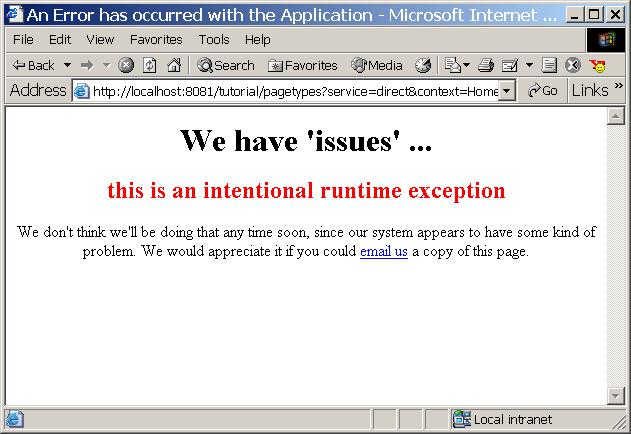 An Error has occurred with the Application - Microsoft Internet ...
File Edit View Favorites Tools Help
Back Search Favorites Media
Address http://localhost:8081/tutorial/pagetypes?service=direct&context=Home Go Links »
We have 'issues' ...
this is an intentional runtime exception
We don't think we'll be doing that any time soon, since our system appears to have some kind of
problem. We would appreciate it if you could email us a copy of this page.
Local intranet